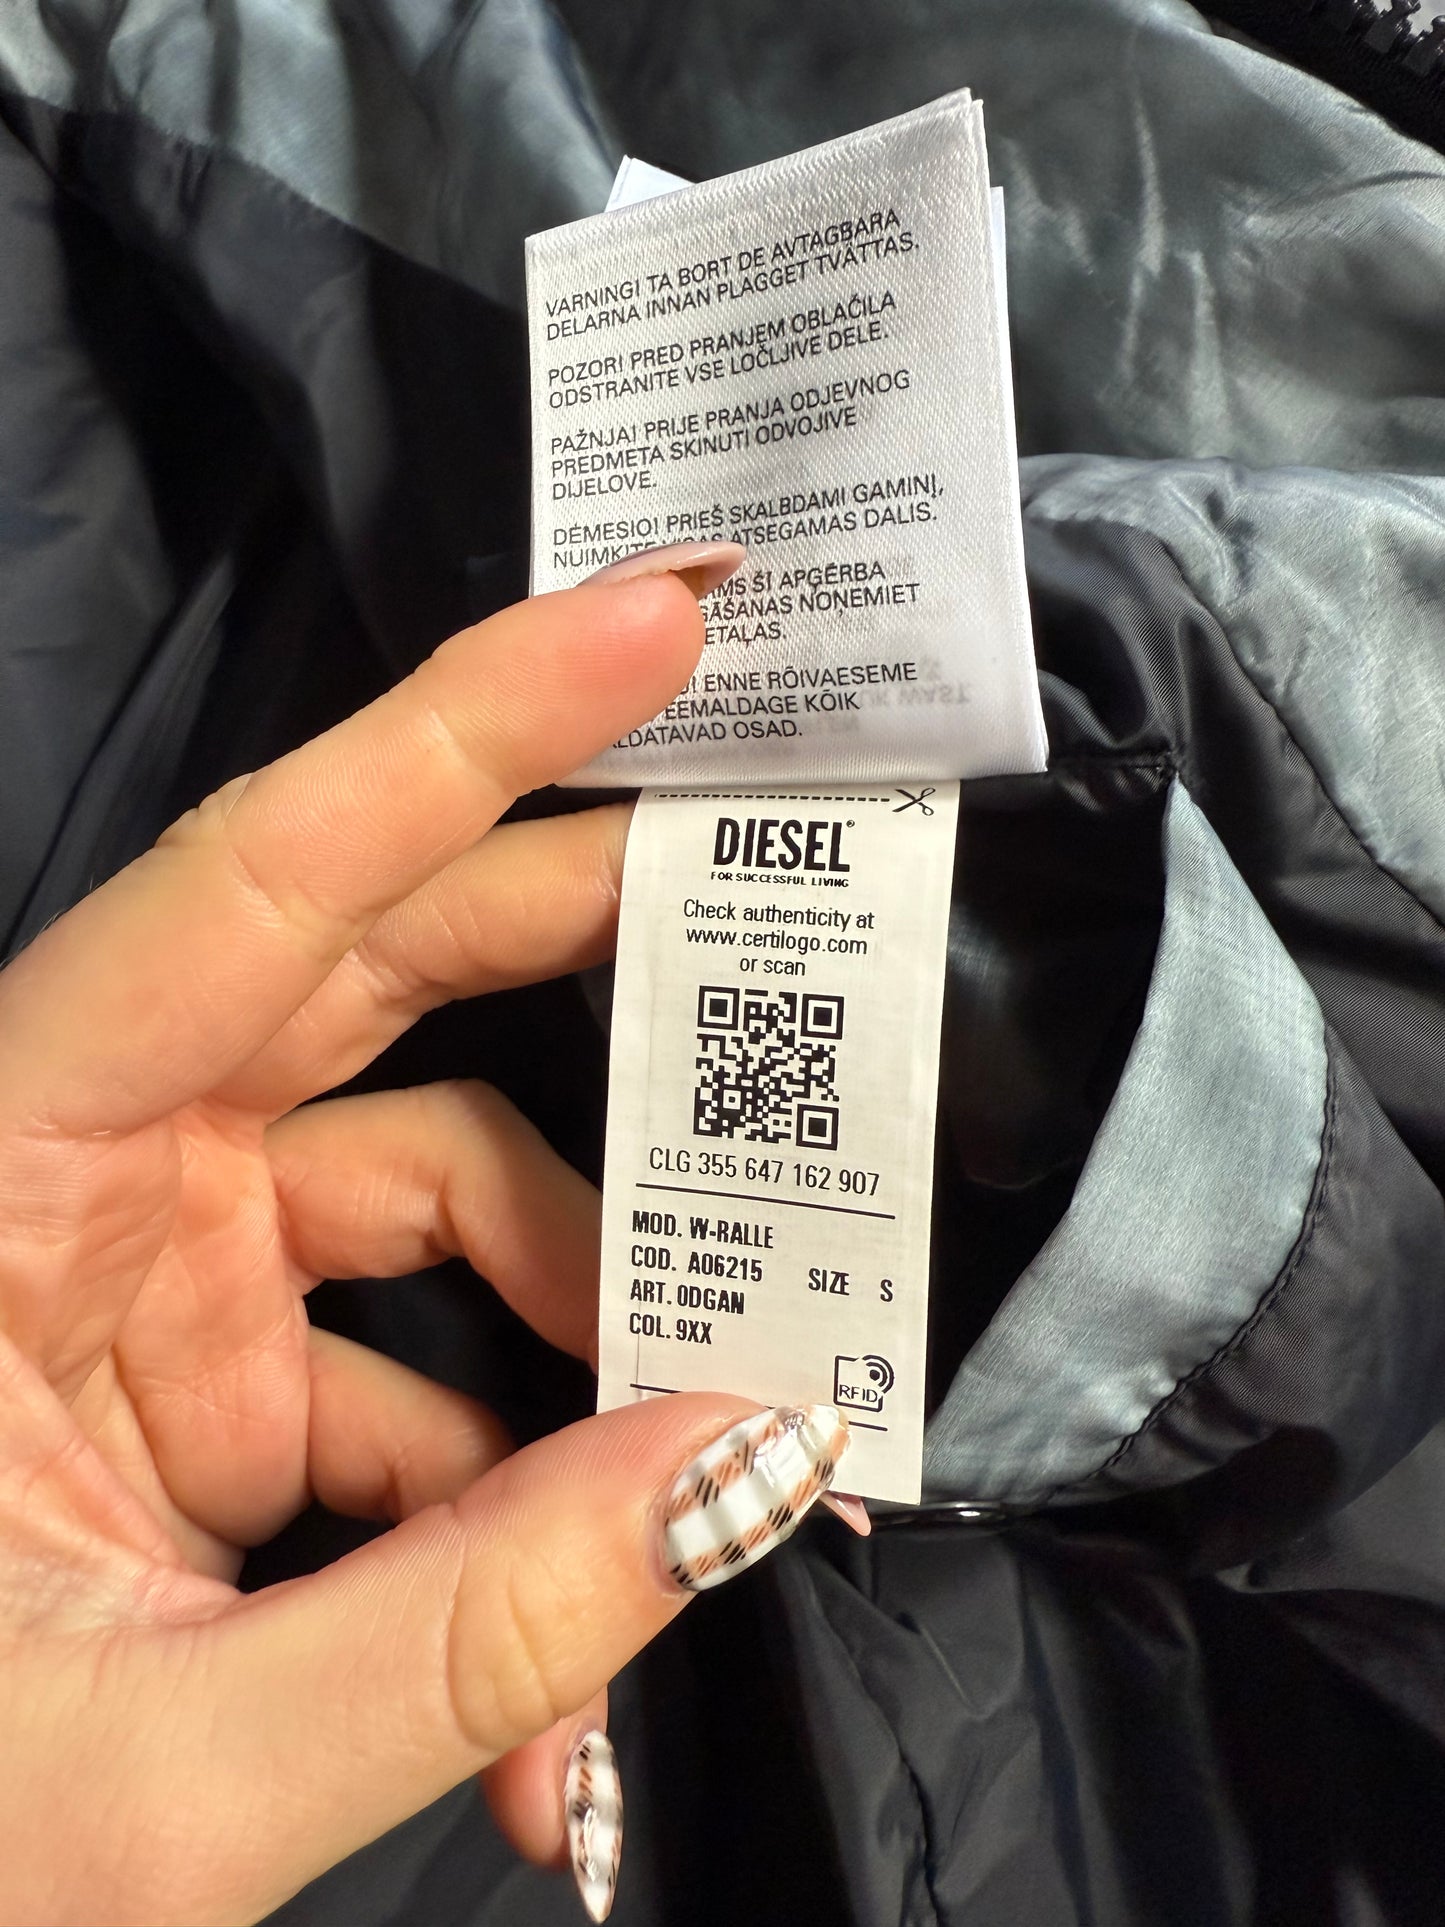 VARNING! TA BORT DE AVTAGBARA
DELARNA INNAN PLAGGET TVÄTTAS.
POZOR! PRED PRANJEM OBLAČILA
ODSTRANITE VSE LOČLJIVE DELE.
PAŽNJA! PRIJE PRANJA ODJEVNOG
PREDMETA SKINUTI ODVOJIVE
DIJELOVE.
DĖMESIO! PRIEŠ SKALBDAMI GAMINĮ,
ATSEGAMAS DALIS.
ŠĪ APĢĒRBA
NOŅEMIET
ENNE RÕIVAESEME
EEMALDAGE KÕIK
OSAD.
DIESEL®
FOR SUCCESSFUL LIVING
Check authenticity at
www.certilogo.com
or scan
CLG 355 647 162 907
MOD. W-RALLE
COD. A06215 SIZE S
ART. 0DGAN
COL. 9XX
RFID